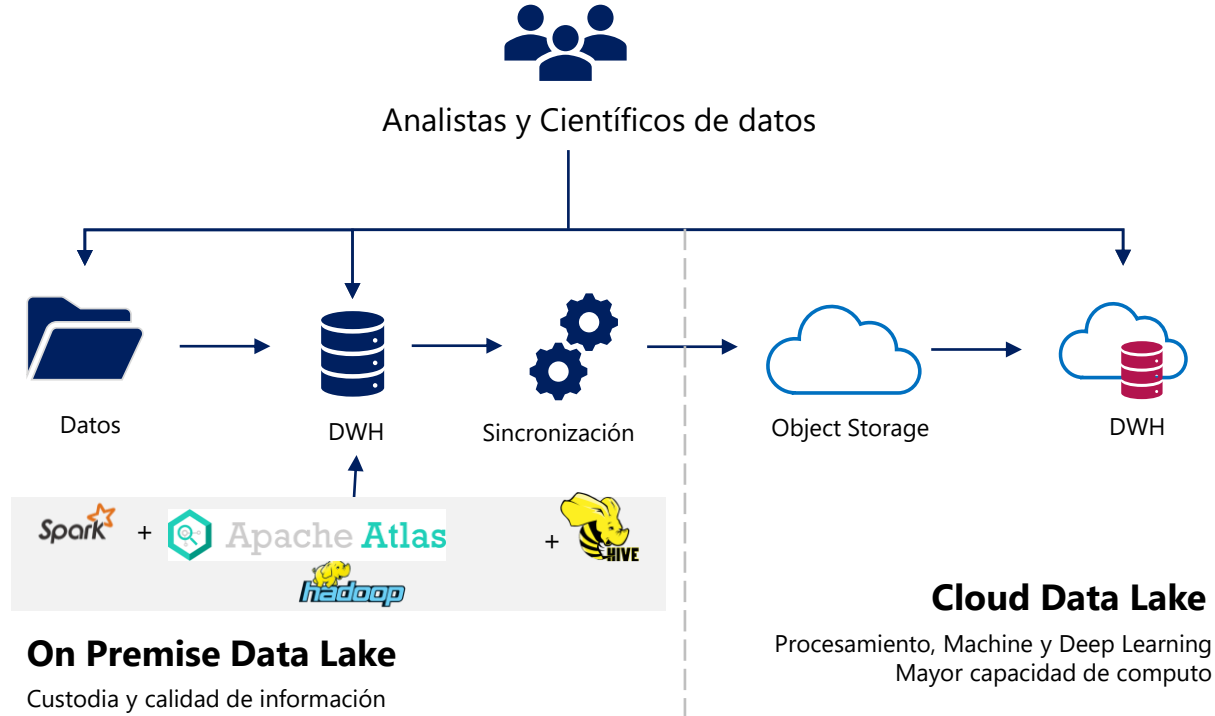 Analistas y Científicos de datos
Datos
DWH
Sincronización
Object Storage
DWH
Spark + Apache Atlas + HIVE
hadoop
On Premise Data Lake
Custodia y calidad de información
Cloud Data Lake
Procesamiento, Machine y Deep Learning
Mayor capacidad de computo